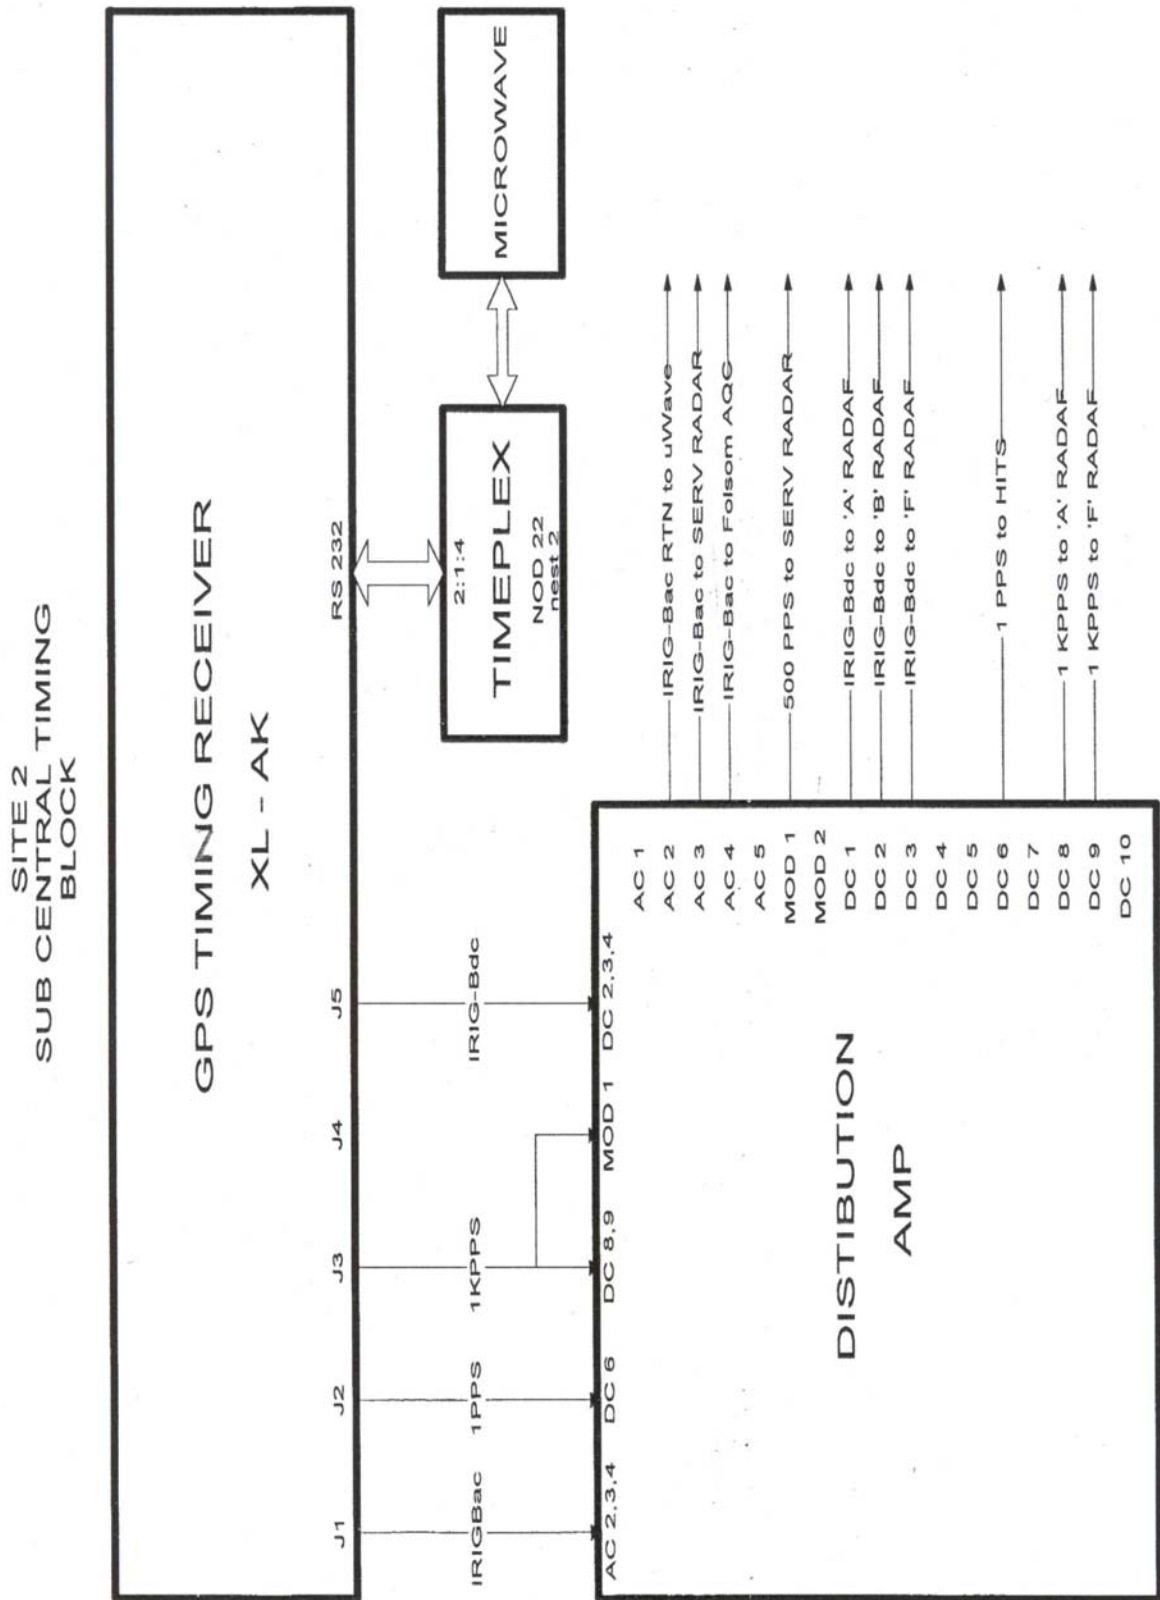 SITE 2
SUB CENTRAL TIMING
BLOCK
GPS TIMING RECEIVER
XL - AK
J1
J2
J3
J4
J5
RS 232
IRIGBac
1PPS
1KPPS
IRIG-Bdc
2:1:4
TIMEPLEX
NOD 22
nest 2
MICROWAVE
AC 2,3,4
DC 6
DC 8,9
MOD 1
DC 2,3,4
DISTIBUTION
AMP
AC 1
AC 2 IRIG-Bac RTN to uWave
AC 3 IRIG-Bac to SERV RADAR
AC 4 IRIG-Bac to Folsom AQC
AC 5
MOD 1 500 PPS to SERV RADAR
MOD 2
DC 1 IRIG-Bdc to 'A' RADAF
DC 2 IRIG-Bdc to 'B' RADAF
DC 3 IRIG-Bdc to 'F' RADAF
DC 4
DC 5
DC 6 1 PPS to HITS
DC 7
DC 8 1 KPPS to 'A' RADAF
DC 9 1 KPPS to 'F' RADAF
DC 10